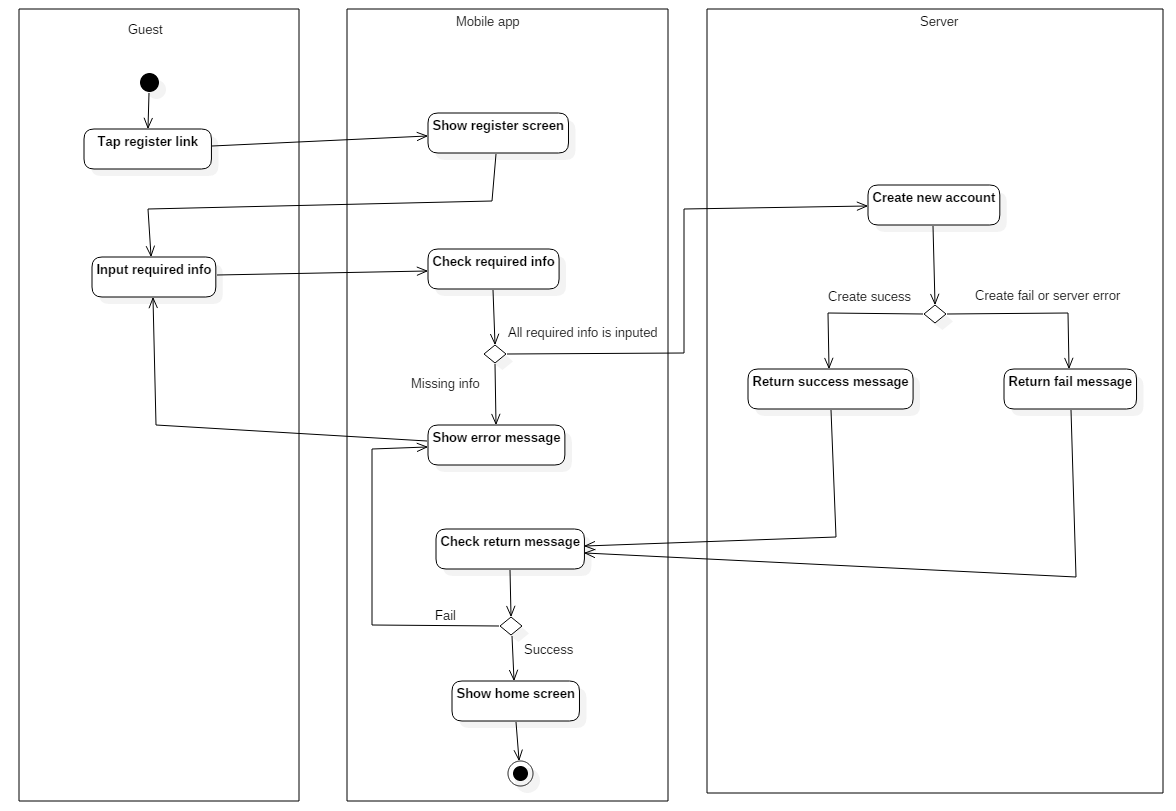 Guest
Mobile app
Server
Tap register link
Show register screen
Create new account
Input required info
Check required info
Create sucess
Create fail or server error
All required info is inputed
Missing info
Return success message
Return fail message
Show error message
Check return message
Fail
Success
Show home screen